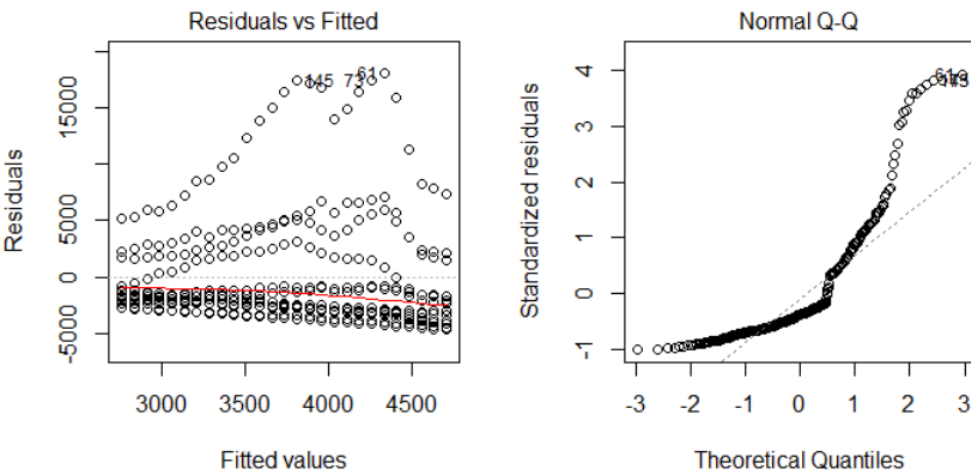 Residuals vs Fitted
Residuals
15000
5000
0
-5000
145 73 61
3000 3500 4000 4500
Fitted values
Normal Q-Q
Standardized residuals
4
3
2
1
0
-1
-3 -2 -1 0 1 2 3
Theoretical Quantiles